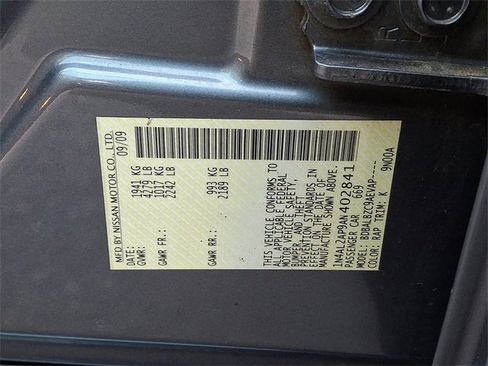 MFD BY NISSAN MOTOR CO., LTD.
DATE: 09/09
GVWR: 1941 KG
4279 LB
GAWR FR: 1017 KG
2242 LB
GAWR RR: 993 KG
2189 LB
THIS VEHICLE CONFORMS TO
ALL APPLICABLE FEDERAL
MOTOR VEHICLE SAFETY,
BUMPER, AND THEFT
PREVENTION STANDARDS IN
EFFECT ON THE DATE OF
MANUFACTURE SHOWN ABOVE.
1N4AL2AP9AN402841
PASSENGER CAR 669
MODEL: BDBALBZC9AEVAP----
COLOR: RAP TRIM: K 9N00A